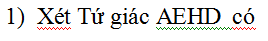 1) Xét Tứ giác AEHD có